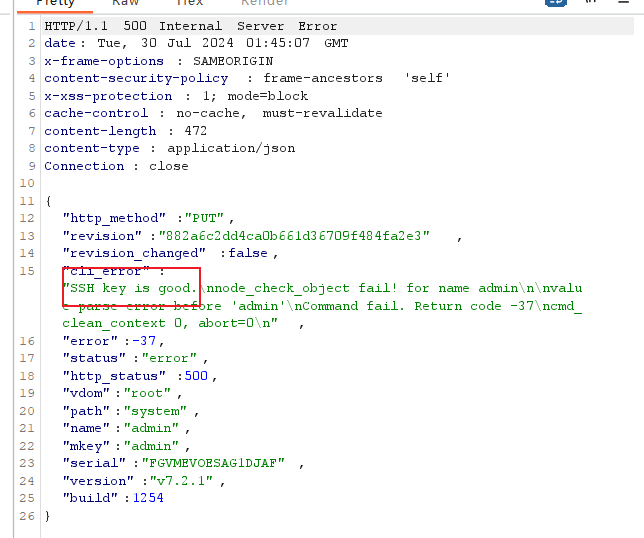 Pretty Raw Hex Render
1 HTTP/1.1 500 Internal Server Error
2 date: Tue, 30 Jul 2024 01:45:07 GMT
3 x-frame-options : SAMEORIGIN
4 content-security-policy : frame-ancestors 'self'
5 x-xss-protection : 1; mode=block
6 cache-control : no-cache, must-revalidate
7 content-length : 472
8 content-type : application/json
9 Connection : close
10
11 {
12 "http_method" :"PUT",
13 "revision" :"882a6c2dd4ca0b661d36709f484fa2e3" ,
14 "revision_changed" :false,
15 "cli_error" :
"SSH key is good.\nnode_check_object fail! for name admin\n\nvalu
e parse error before 'admin'\nCommand fail. Return code -37\ncmd_
clean_context 0, abort=0\n" ,
16 "error":-37,
17 "status" :"error",
18 "http_status" :500,
19 "vdom":"root",
20 "path":"system",
21 "name":"admin",
22 "mkey":"admin",
23 "serial" :"FGVMEVOESAG1DJAF" ,
24 "version" :"v7.2.1" ,
25 "build" :1254
26 }